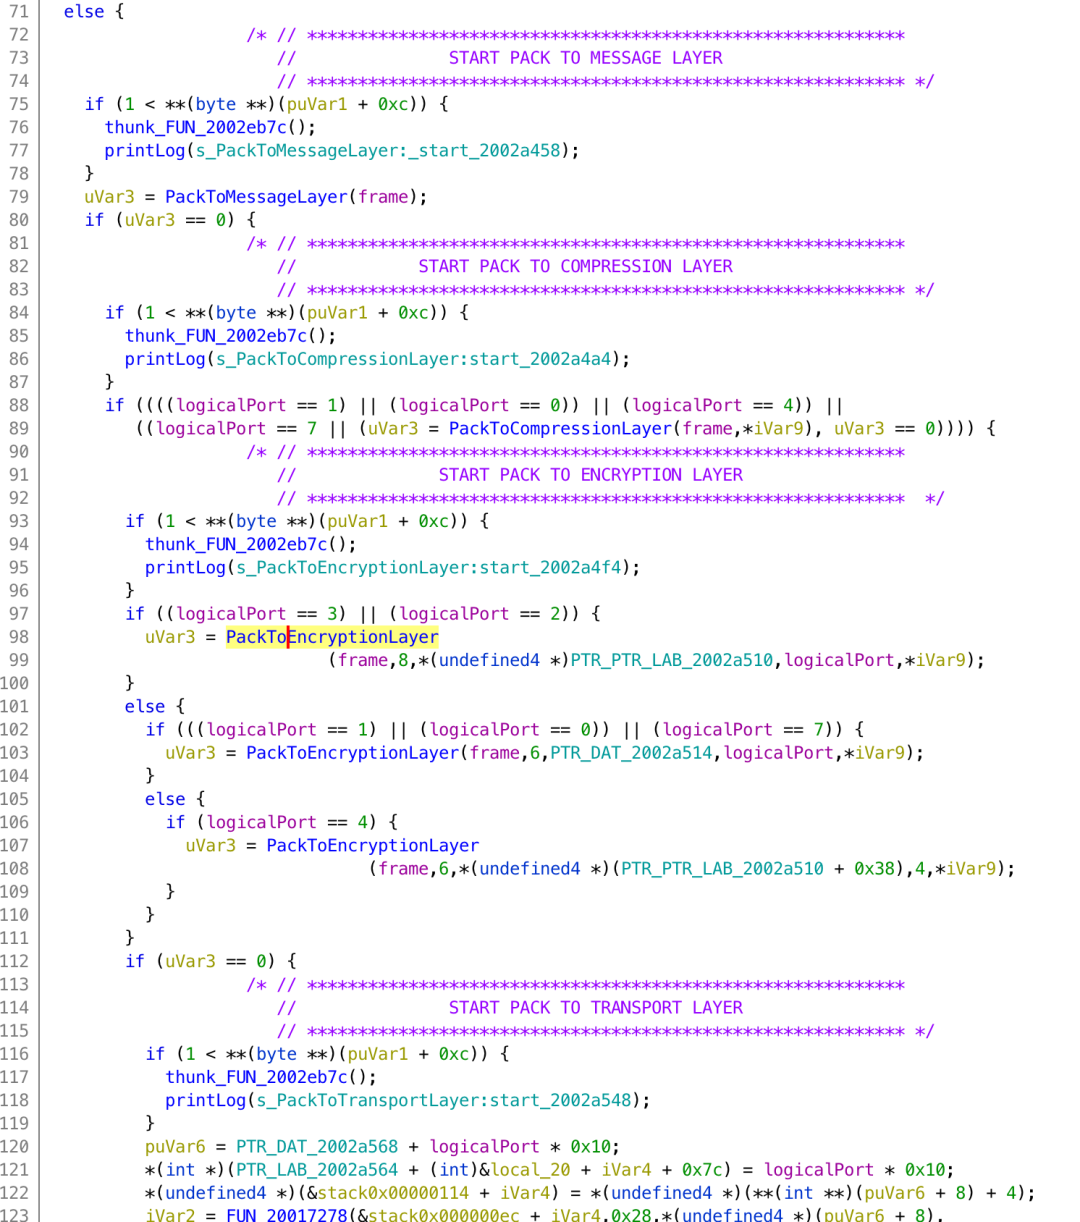 71 else {
72 /* // ***********************************************************
73 // START PACK TO MESSAGE LAYER
74 // *********************************************************** */
75 if (1 < **(byte **)(puVar1 + 0xc)) {
76 thunk_FUN_2002eb7c();
77 printLog(s_PackToMessageLayer:_start_2002a458);
78 }
79 uVar3 = PackToMessageLayer(frame);
80 if (uVar3 == 0) {
81 /* // ***********************************************************
82 // START PACK TO COMPRESSION LAYER
83 // *********************************************************** */
84 if (1 < **(byte **)(puVar1 + 0xc)) {
85 thunk_FUN_2002eb7c();
86 printLog(s_PackToCompressionLayer:start_2002a4a4);
87 }
88 if ((((logicalPort == 1) || (logicalPort == 0)) || (logicalPort == 4)) ||
89 ((logicalPort == 7 || (uVar3 = PackToCompressionLayer(frame,*iVar9), uVar3 == 0)))) {
90 /* // ***********************************************************
91 // START PACK TO ENCRYPTION LAYER
92 // *********************************************************** */
93 if (1 < **(byte **)(puVar1 + 0xc)) {
94 thunk_FUN_2002eb7c();
95 printLog(s_PackToEncryptionLayer:start_2002a4f4);
96 }
97 if ((logicalPort == 3) || (logicalPort == 2)) {
98 uVar3 = PackToEncryptionLayer
99 (frame,8,*(undefined4 *)PTR_PTR_LAB_2002a510,logicalPort,*iVar9);
100 }
101 else {
102 if (((logicalPort == 1) || (logicalPort == 0)) || (logicalPort == 7)) {
103 uVar3 = PackToEncryptionLayer(frame,6,PTR_DAT_2002a514,logicalPort,*iVar9);
104 }
105 else {
106 if (logicalPort == 4) {
107 uVar3 = PackToEncryptionLayer
108 (frame,6,*(undefined4 *)(PTR_PTR_LAB_2002a510 + 0x38),4,*iVar9);
109 }
110 }
111 }
112 if (uVar3 == 0) {
113 /* // ***********************************************************
114 // START PACK TO TRANSPORT LAYER
115 // *********************************************************** */
116 if (1 < **(byte **)(puVar1 + 0xc)) {
117 thunk_FUN_2002eb7c();
118 printLog(s_PackToTransportLayer:start_2002a548);
119 }
120 puVar6 = PTR_DAT_2002a568 + logicalPort * 0x10;
121 *(int *)(PTR_LAB_2002a564 + (int)&local_20 + iVar4 + 0x7c) = logicalPort * 0x10;
122 *(undefined4 *)(&stack0x00000114 + iVar4) = *(undefined4 *)(**(int **)(puVar6 + 8) + 4);
123 iVar2 = FUN_20017278(&stack0x000000ec + iVar4,0x28,*(undefined4 *)(puVar6 + 8),